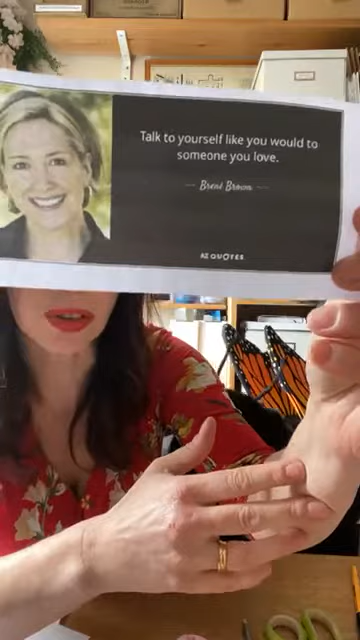 Talk to yourself like you would to
someone you love.
— Brené Brown —
AZ QUOTES